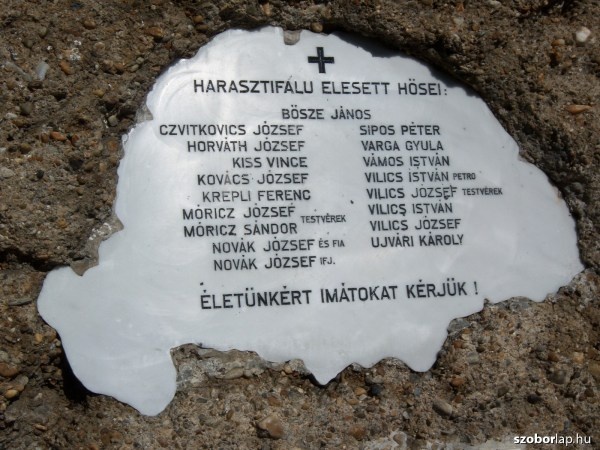 HARASZTIFALU ELESETT HŐSEI:
BŐSZE JÁNOS
CZVITKOVICS JÓZSEF
HORVÁTH JÓZSEF
KISS VINCE
KOVÁCS JÓZSEF
KREPLI FERENC
MÓRICZ JÓZSEF TESTVÉREK
MÓRICZ SÁNDOR
NOVÁK JÓZSEF ÉS FIA
NOVÁK JÓZSEF IFJ.
SIPOS PÉTER
VARGA GYULA
VÁMOS ISTVÁN
VILICS ISTVÁN PETRO
VILICS JÓZSEF TESTVÉREK
VILICS ISTVÁN
VILICS JÓZSEF
UJVÁRI KÁROLY
ÉLETÜNKÉRT IMÁTOKAT KÉRJÜK !
szoborlap.hu